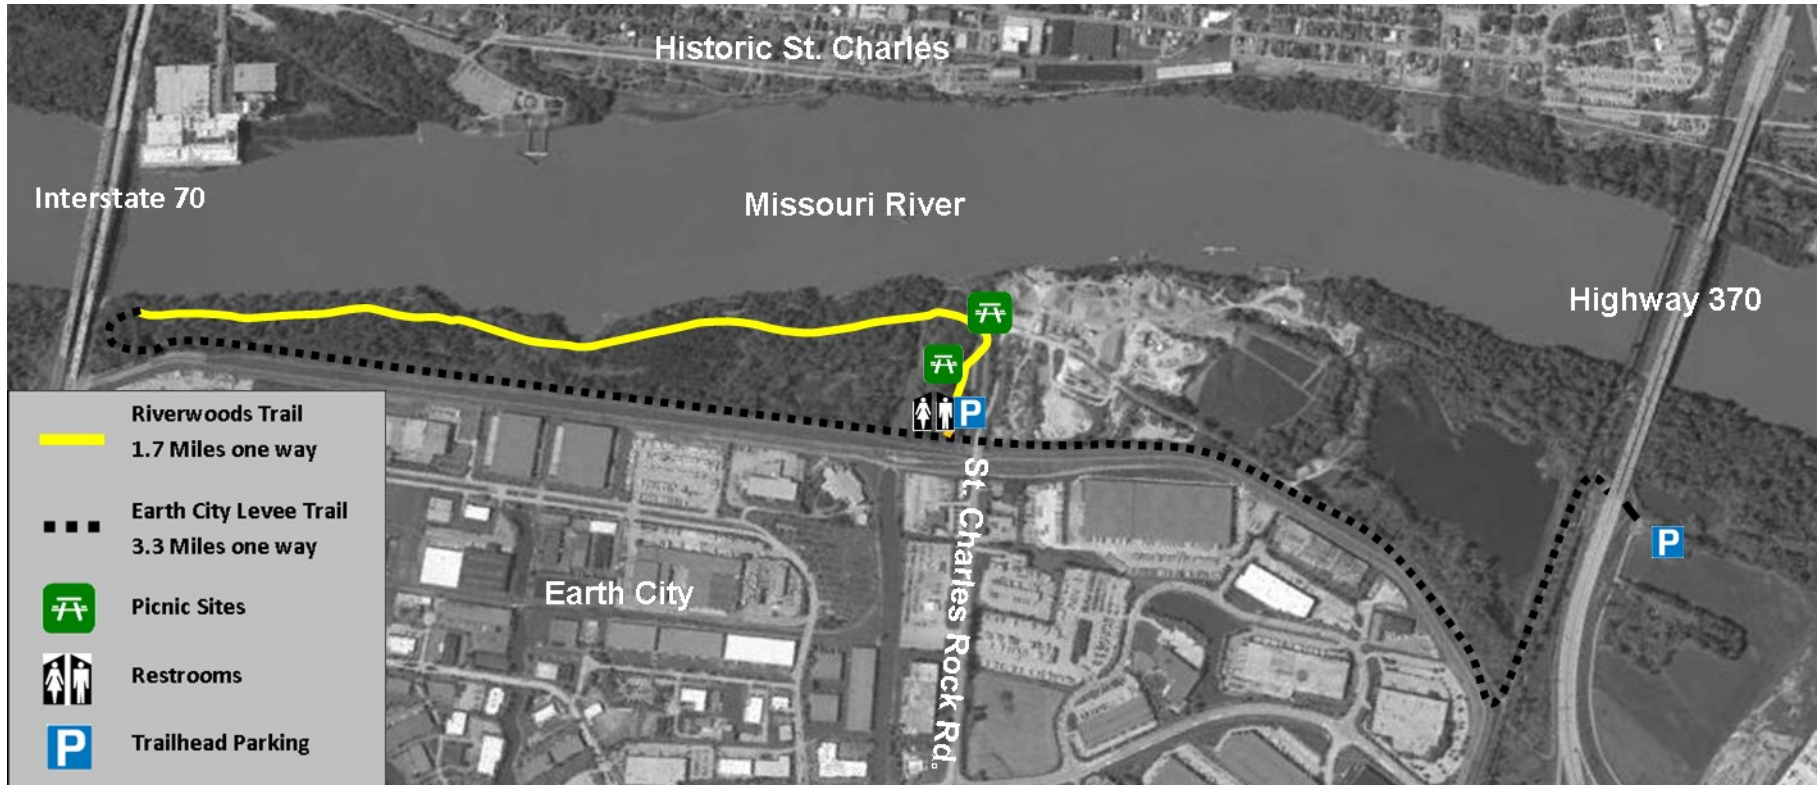 Historic St. Charles
Interstate 70
Missouri River
Highway 370
Riverwoods Trail
1.7 Miles one way
Earth City Levee Trail
3.3 Miles one way
Picnic Sites
Restrooms
P
Trailhead Parking
P
Earth City
St. Charles Rock Rd.
P